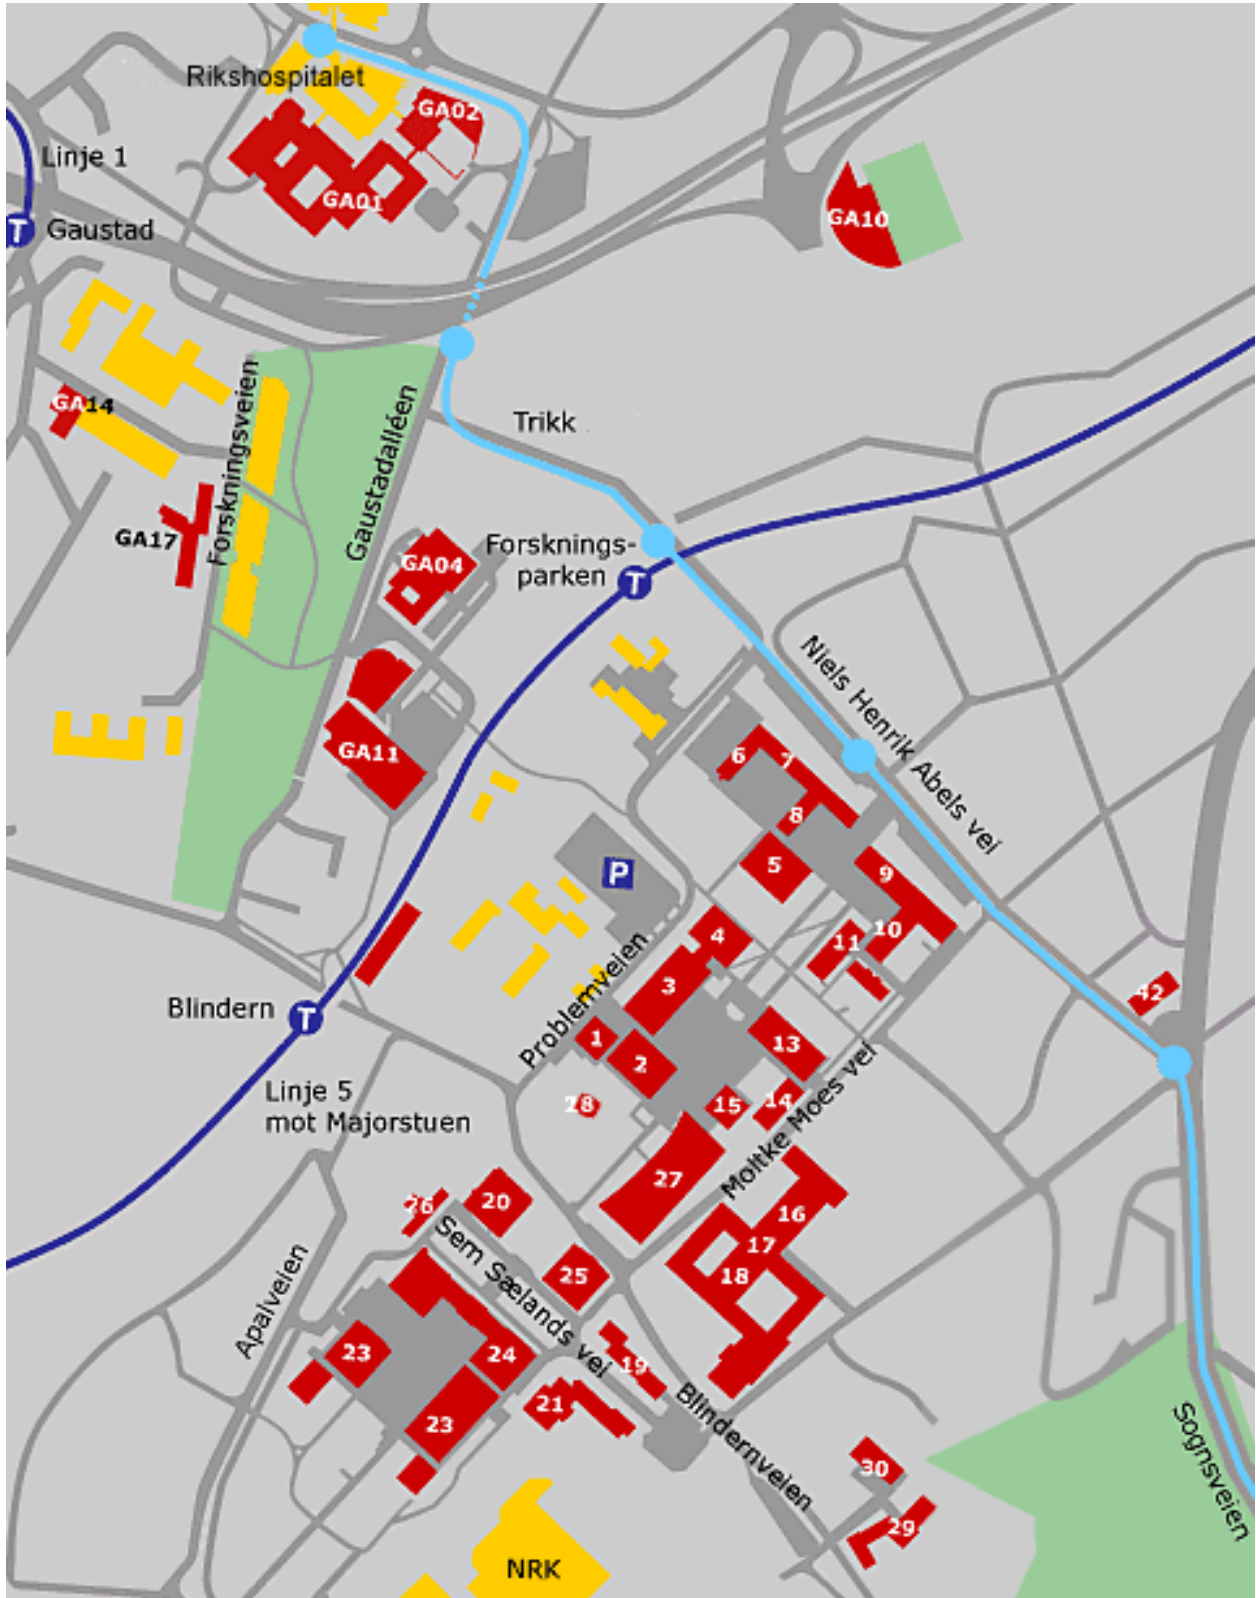 Rikshospitalet
GA02
Linje 1
GA01
GA10
T
Gaustad
GA14
Forskningsveien
Gaustadalléen
Trikk
GA17
GA04
Forsknings-
parken
T
Niels Henrik Abels vei
GA11
6
7
8
5
P
9
4
11
10
3
42
Blindern
T
Problemveien
1
2
13
Linje 5
mot Majorstuen
28
15
14
Moltke Moes vei
27
26
20
16
17
18
25
Sem Sælands vei
Apalveien
23
24
19
21
23
Blindernveien
Sognsveien
30
29
NRK